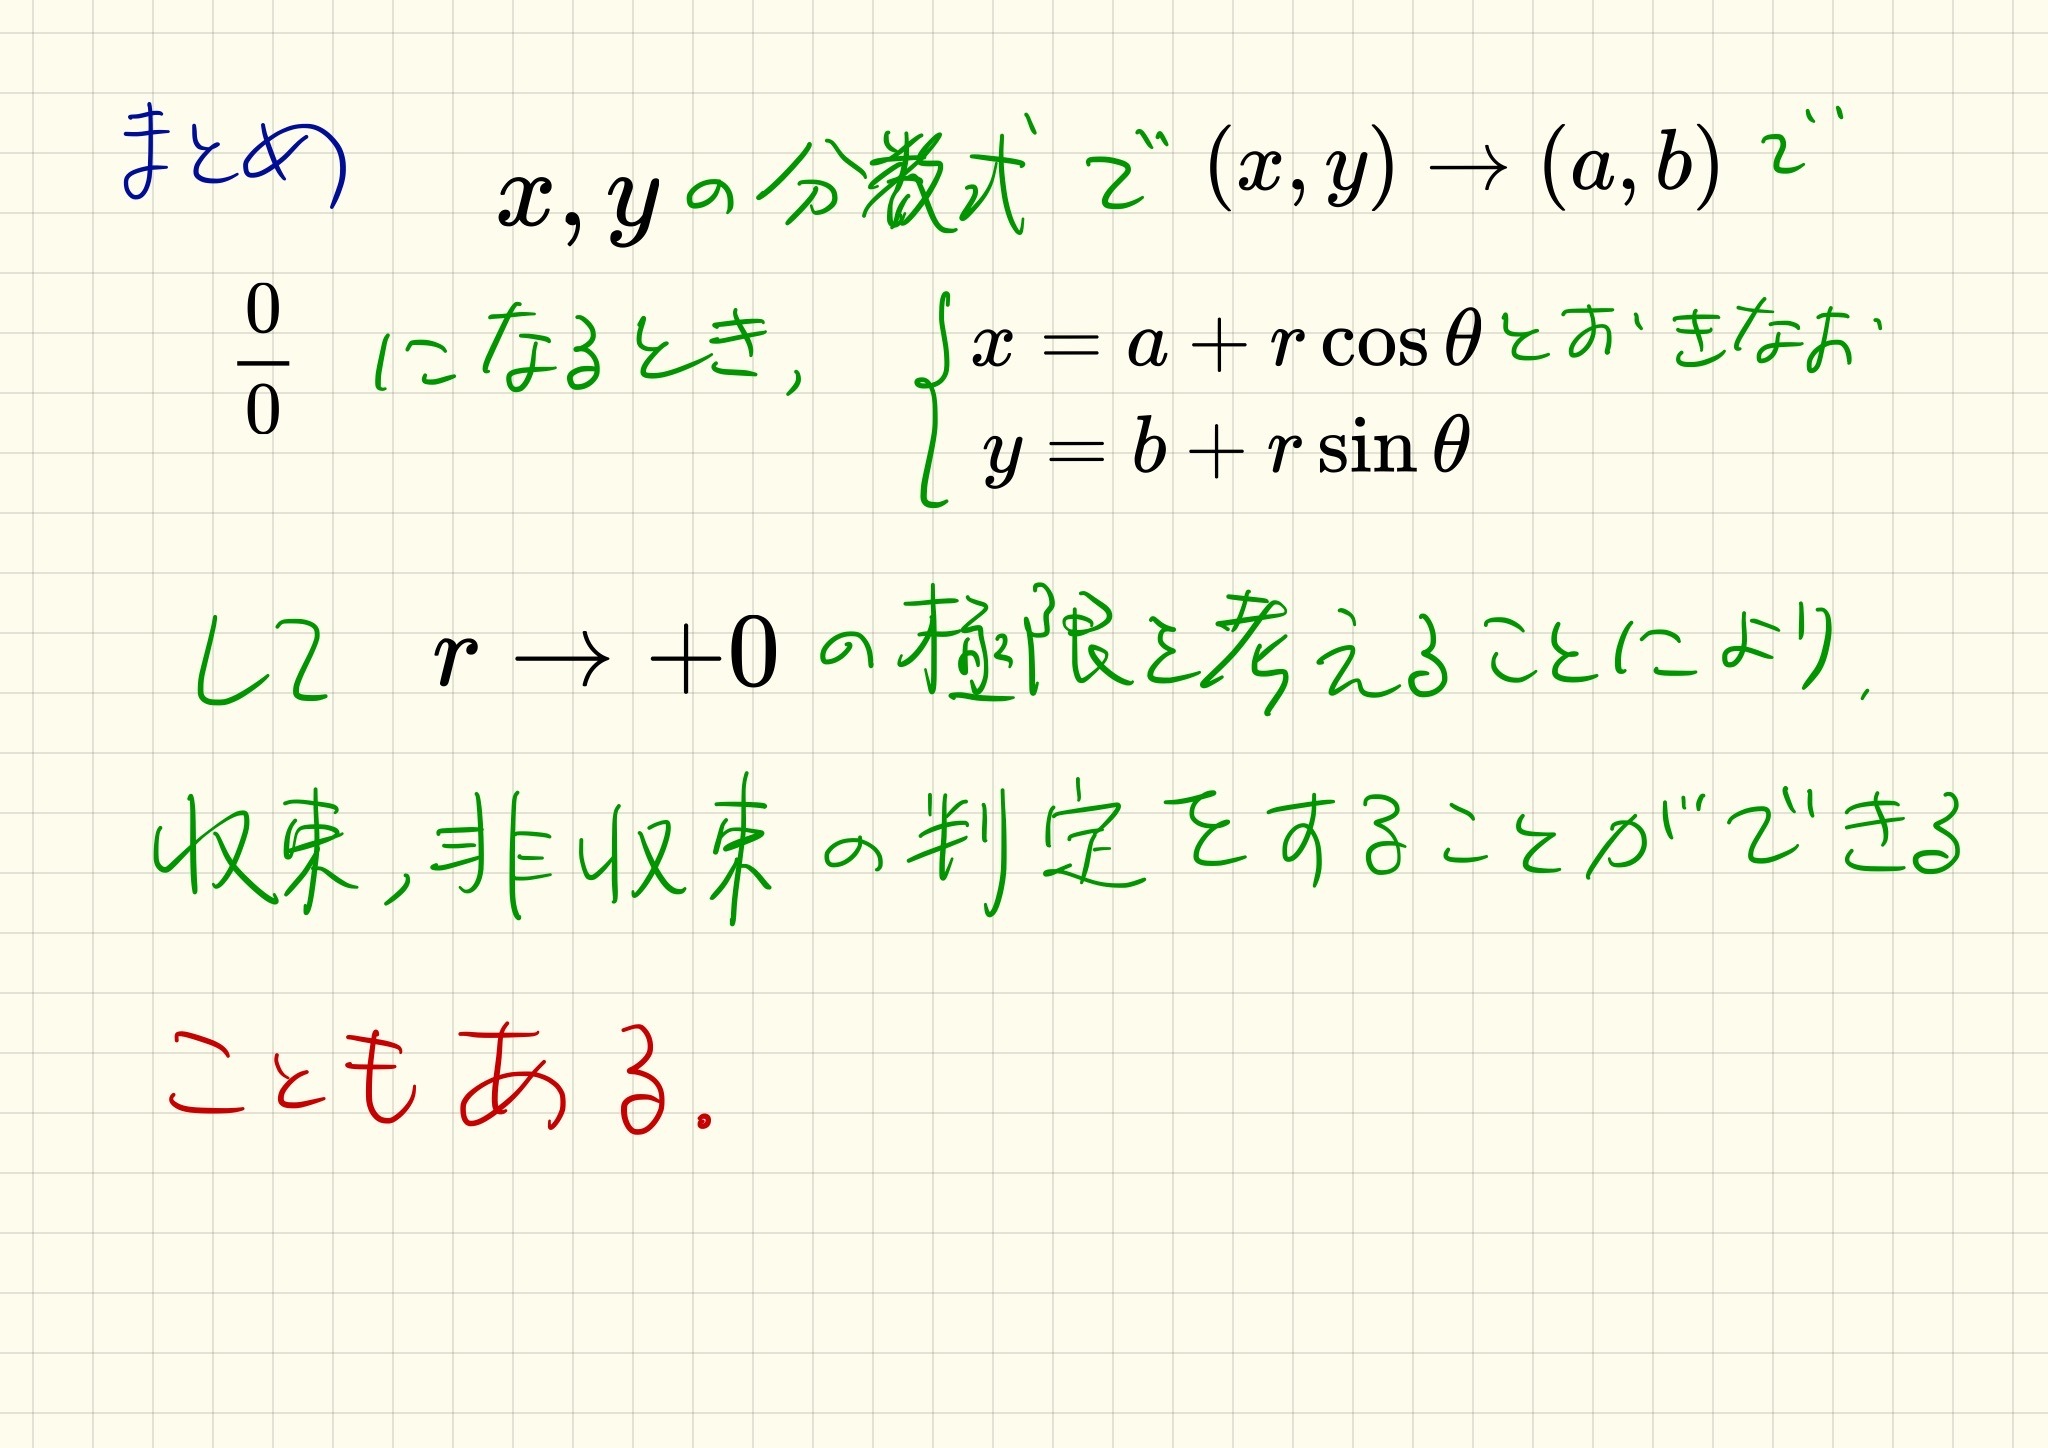 まとめ x, y の分数式で (x, y) → (a, b) で
0/0 になるとき, { x = a + r cos θ とおきなお
y = b + r sin θ
して r → +0 の極限を考えることにより,
収束, 非収束の判定をすることができる
こともある.